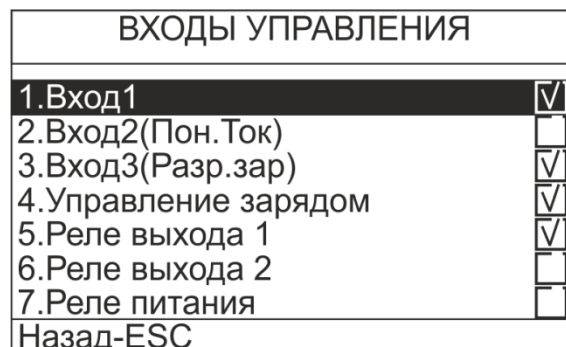 ВХОДЫ УПРАВЛЕНИЯ
1.Вход1 √
2.Вход2(Пон.Ток)
3.Вход3(Разр.зар) √
4.Управление зарядом √
5.Реле выхода 1 √
6.Реле выхода 2
7.Реле питания
Назад-ESC